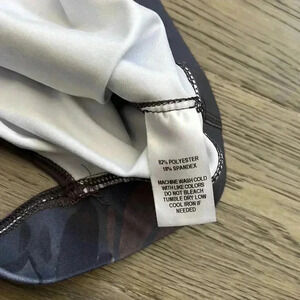 82% POLYESTER
18% SPANDEX
MACHINE WASH COLD
WITH LIKE COLORS
DO NOT BLEACH
TUMBLE DRY LOW
COOL IRON IF
NEEDED